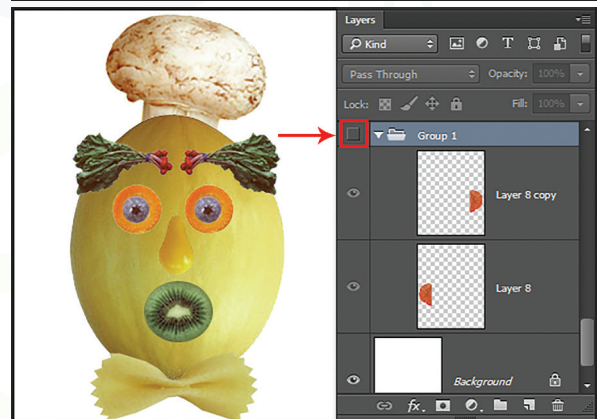 Layers
Kind
T
Pass Through Opacity: 100%
Lock: Fill: 100%
Group 1
Layer 8 copy
Layer 8
Background
fx.